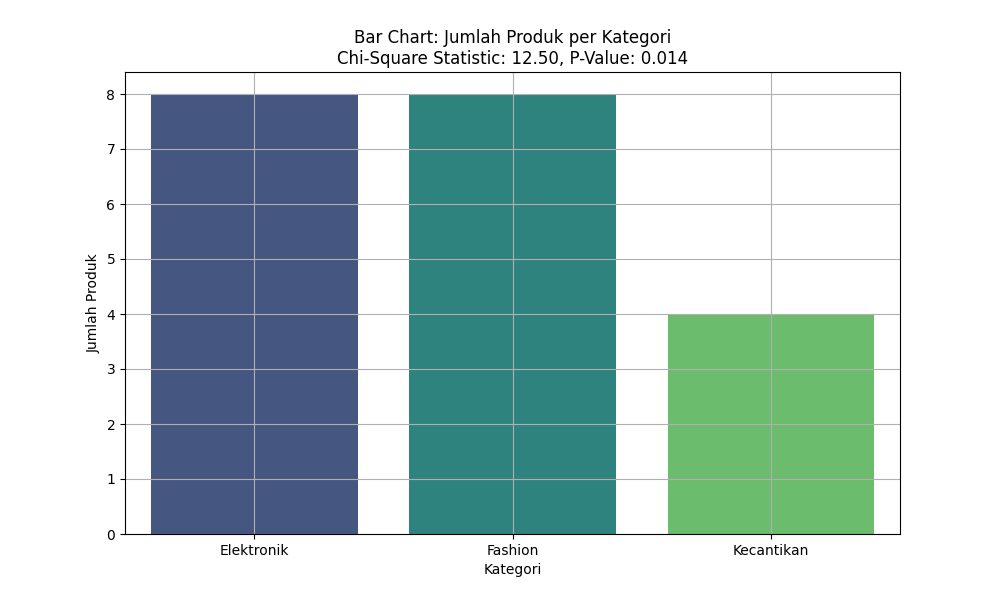 Bar Chart: Jumlah Produk per Kategori
Chi-Square Statistic: 12.50, P-Value: 0.014
8
7
6
5
4
3
2
1
0
Jumlah Produk
Elektronik
Fashion
Kecantikan
Kategori